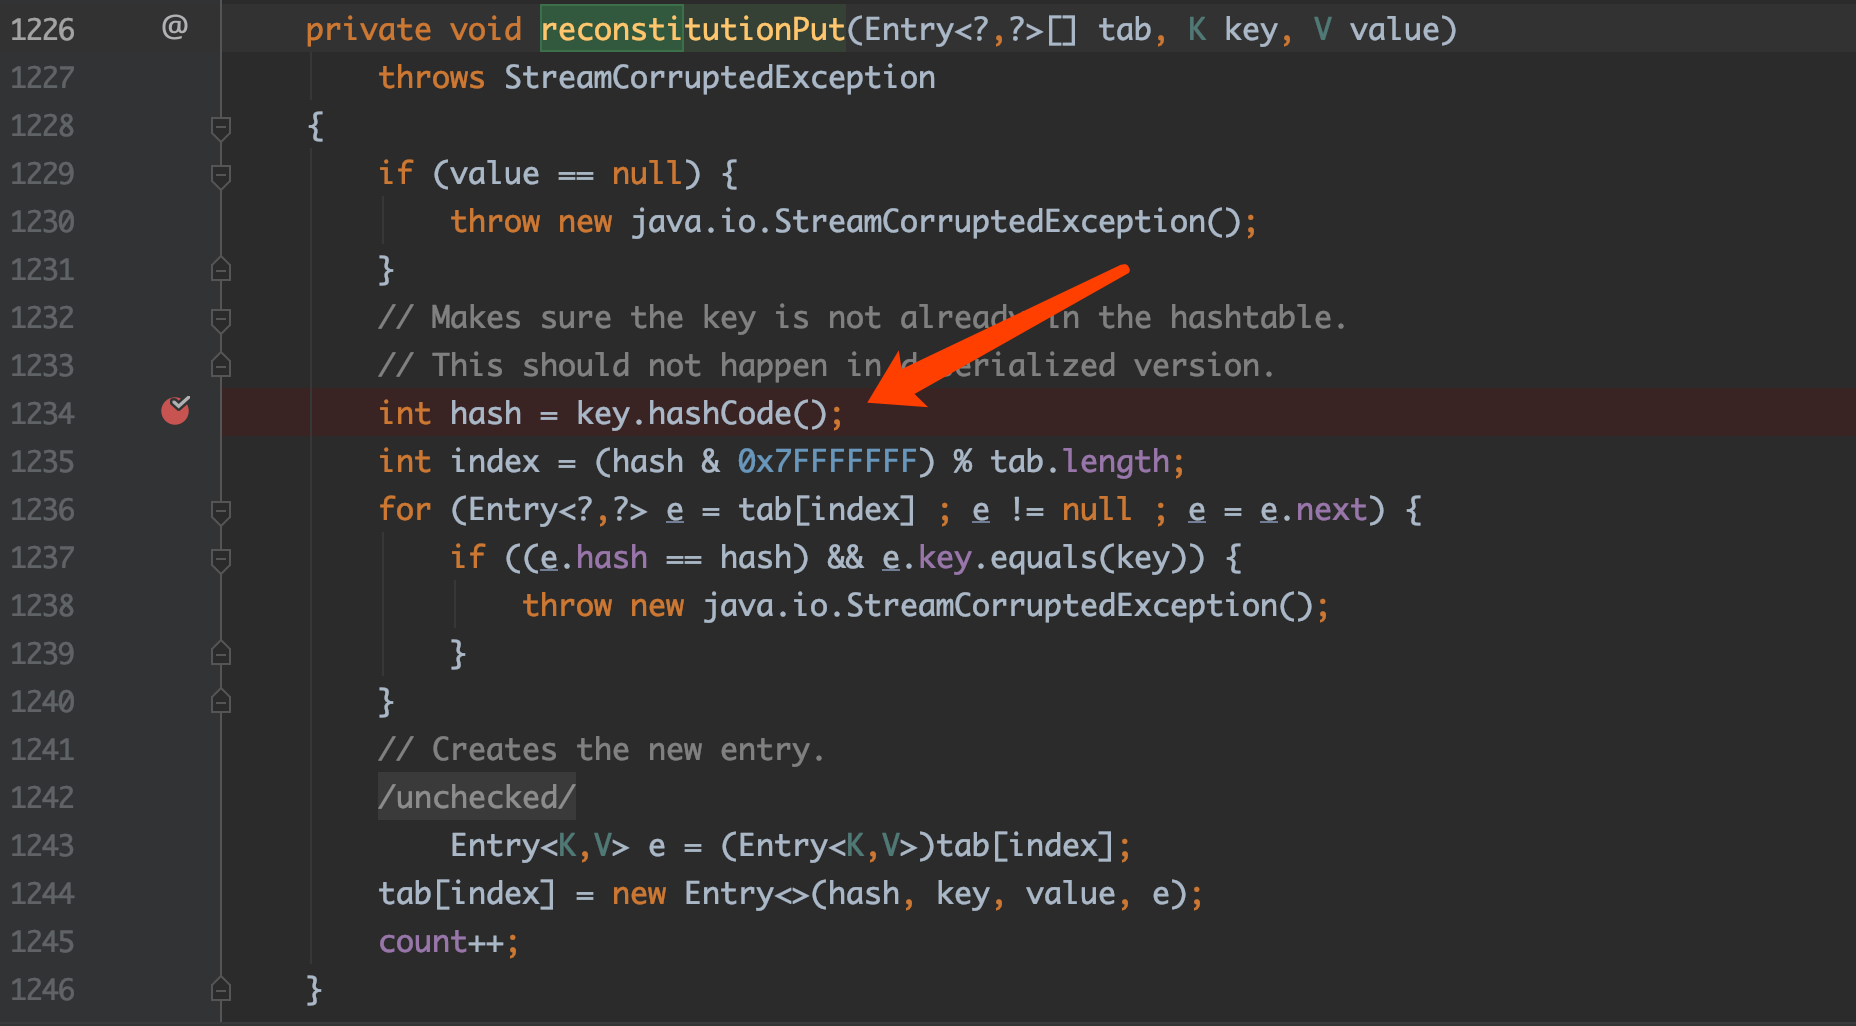 1226 @ private void reconstitutionPut(Entry<?,?>[] tab, K key, V value)
1227 throws StreamCorruptedException
1228 {
1229 if (value == null) {
1230 throw new java.io.StreamCorruptedException();
1231 }
1232 // Makes sure the key is not already in the hashtable.
1233 // This should not happen in deserialized version.
1234 int hash = key.hashCode();
1235 int index = (hash & 0x7FFFFFFF) % tab.length;
1236 for (Entry<?,?> e = tab[index] ; e != null ; e = e.next) {
1237 if ((e.hash == hash) && e.key.equals(key)) {
1238 throw new java.io.StreamCorruptedException();
1239 }
1240 }
1241 // Creates the new entry.
1242 /unchecked/
1243 Entry<K,V> e = (Entry<K,V>)tab[index];
1244 tab[index] = new Entry<>(hash, key, value, e);
1245 count++;
1246 }